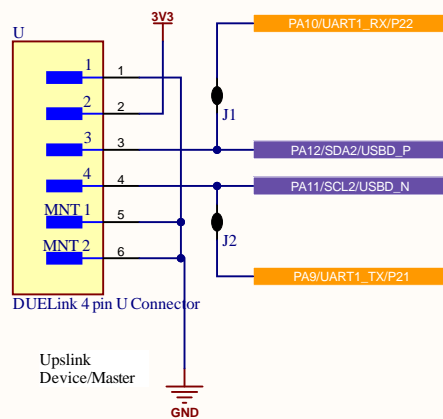 U
3V3
PA10/UART1_RX/P22
1
1
2
2
J1
3
3
PA12/SDA2/USBD_P
4
4
PA11/SCL2/USBD_N
MNT 1
5
J2
MNT 2
6
PA9/UART1_TX/P21
DUELink 4 pin U Connector
Upslink
Device/Master
GND